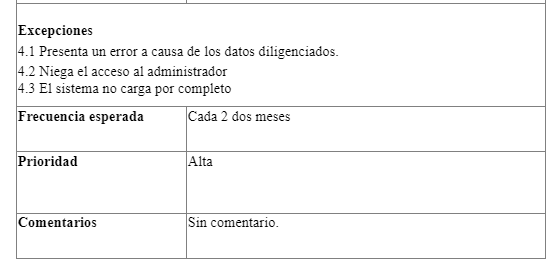 Excepciones
4.1 Presenta un error a causa de los datos diligenciados.
4.2 Niega el acceso al administrador
4.3 El sistema no carga por completo
Frecuencia esperada Cada 2 dos meses
Prioridad Alta
Comentarios Sin comentario.